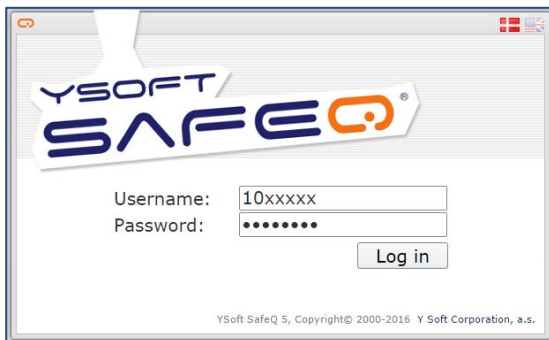 YSOFT
SAFEQ®
Username: 10xxxxx
Password: ••••••••
Log in
YSoft SafeQ 5, Copyright© 2000-2016 Y Soft Corporation, a.s.